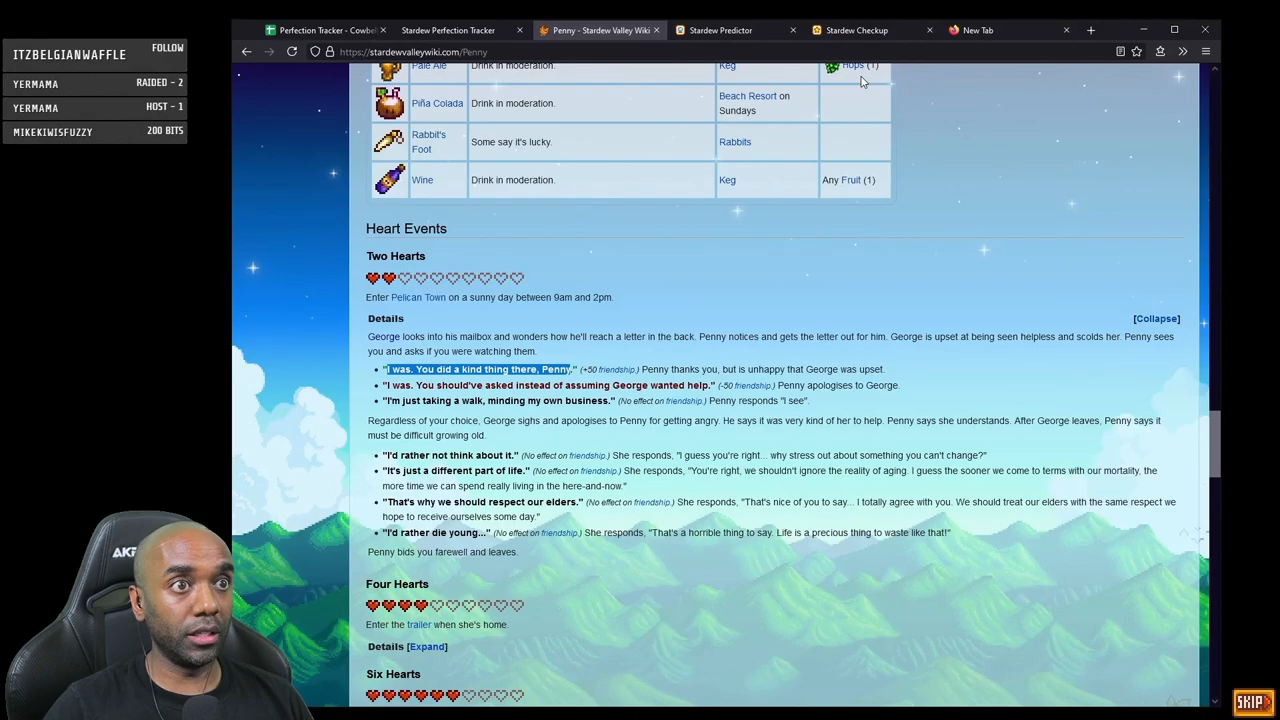 ITZBELGIANWAFFLE FOLLOW
YERMAMA RAIDED - 2
YERMAMA HOST - 1
MIKEKIWISFUZZY 200 BITS
Perfection Tracker - Cowbel
Stardew Perfection Tracker
Penny - Stardew Valley Wiki
Stardew Predictor
Stardew Checkup
New Tab
https://stardewvalleywiki.com/Penny
Pale Ale Drink in moderation. Keg Hops (1)
Piña Colada Drink in moderation. Beach Resort on Sundays
Rabbit's Foot Some say it's lucky. Rabbits
Wine Drink in moderation. Keg Any Fruit (1)
Heart Events
Two Hearts
Enter Pelican Town on a sunny day between 9am and 2pm.
Details [Collapse]
George looks into his mailbox and wonders how he'll reach a letter in the back. Penny notices and gets the letter out for him. George is upset at being seen helpless and scolds her. Penny sees
you and asks if you were watching them.
• "I was. You did a kind thing there, Penny." (+50 friendship.) Penny thanks you, but is unhappy that George was upset.
• "I was. You should've asked instead of assuming George wanted help." (-50 friendship.) Penny apologises to George.
• "I'm just taking a walk, minding my own business." (No effect on friendship.) Penny responds "I see".
Regardless of your choice, George sighs and apologises to Penny for getting angry. He says it was very kind of her to help. Penny says she understands. After George leaves, Penny says it
must be difficult growing old.
• "I'd rather not think about it." (No effect on friendship.) She responds, "I guess you're right... why stress out about something you can't change?"
• "It's just a different part of life." (No effect on friendship.) She responds, "You're right, we shouldn't ignore the reality of aging. I guess the sooner we come to terms with our mortality, the
more time we can spend really living in the here-and-now."
• "That's why we should respect our elders." (No effect on friendship.) She responds, "That's nice of you to say... I totally agree with you. We should treat our elders with the same respect we
hope to receive ourselves some day."
• "I'd rather die young..." (No effect on friendship.) She responds, "That's a horrible thing to say. Life is a precious thing to waste like that!"
Penny bids you farewell and leaves.
Four Hearts
Enter the trailer when she's home.
Details [Expand]
Six Hearts
SKIP